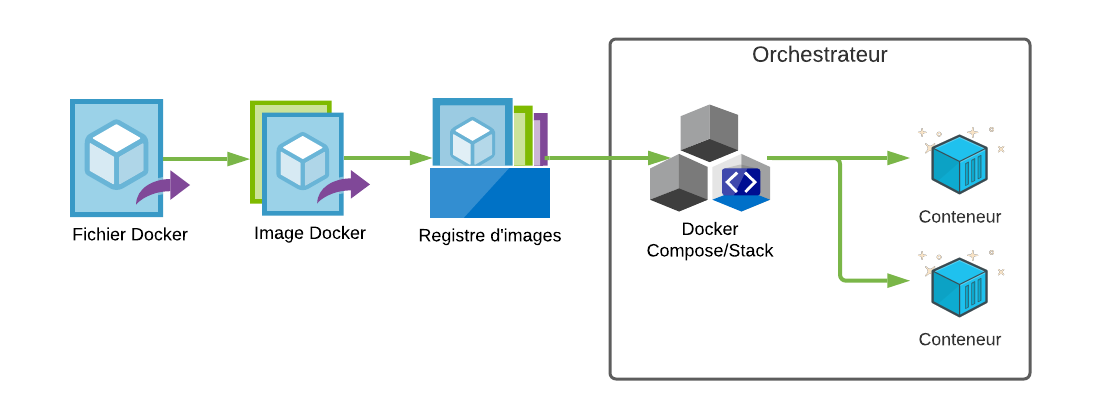 Orchestrateur
Fichier Docker
Image Docker
Registre d'images
Docker
Compose/Stack
Conteneur
Conteneur